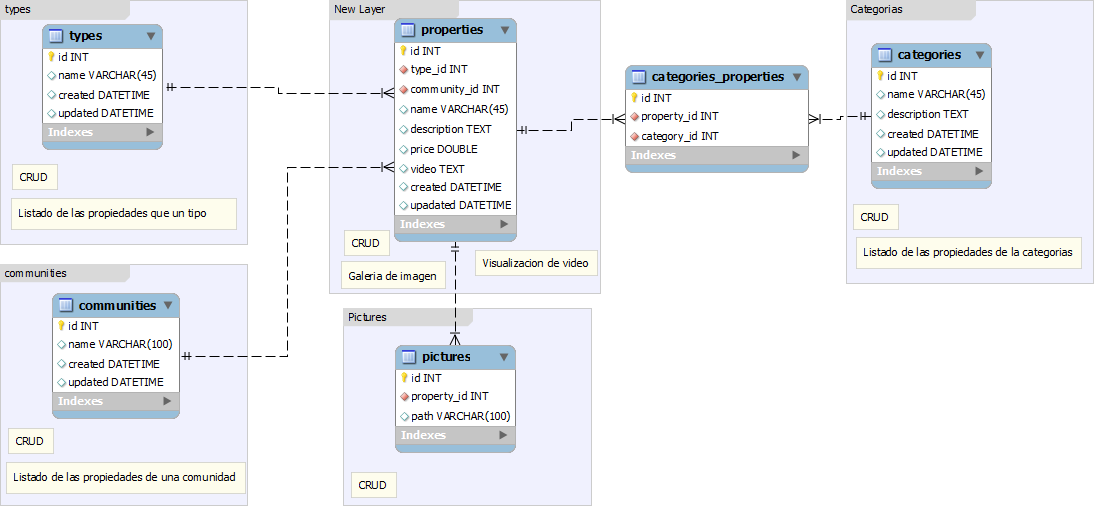 types
types
id INT
name VARCHAR(45)
created DATETIME
updated DATETIME
Indexes
CRUD
Listado de las propiedades que un tipo
communities
communities
id INT
name VARCHAR(100)
created DATETIME
updated DATETIME
Indexes
CRUD
Listado de las propiedades de una comunidad
New Layer
properties
id INT
type_id INT
community_id INT
name VARCHAR(45)
description TEXT
price DOUBLE
video TEXT
created DATETIME
upadated DATETIME
Indexes
CRUD
Galeria de imagen
Visualizacion de video
Pictures
pictures
id INT
property_id INT
path VARCHAR(100)
Indexes
CRUD
categories_properties
id INT
property_id INT
category_id INT
Indexes
Categorias
categories
id INT
name VARCHAR(45)
description TEXT
created DATETIME
updated DATETIME
Indexes
CRUD
Listado de las propiedades de la categorias